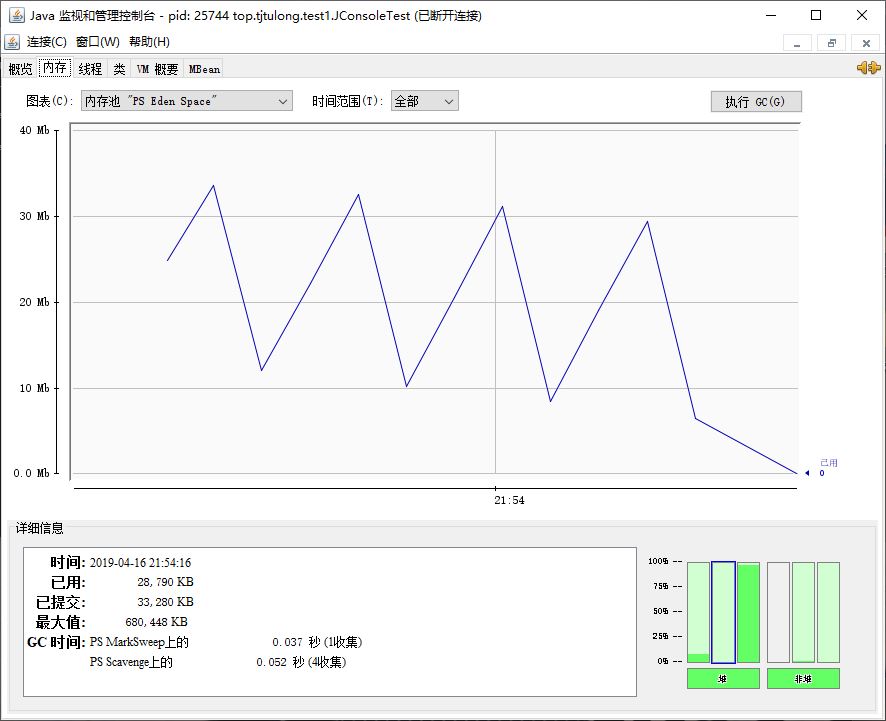 Java 监视和管理控制台 - pid: 25744 top.tjtulong.test1.JConsoleTest (已断开连接)
连接(C) 窗口(W) 帮助(H)
概览 内存 线程 类 VM 概要 MBean
图表(C): 内存池 "PS Eden Space" 时间范围(T): 全部 执行 GC(G)
40 Mb
30 Mb
20 Mb
10 Mb
0.0 Mb
已用
0
21:54
详细信息
时间: 2019-04-16 21:54:16
已用: 28,790 KB
已提交: 33,280 KB
最大值: 680,448 KB
GC 时间: PS MarkSweep上的 0.037 秒 (1收集)
PS Scavenge上的 0.052 秒 (4收集)
100% --
75% --
50% --
25% --
0% --
堆 非堆